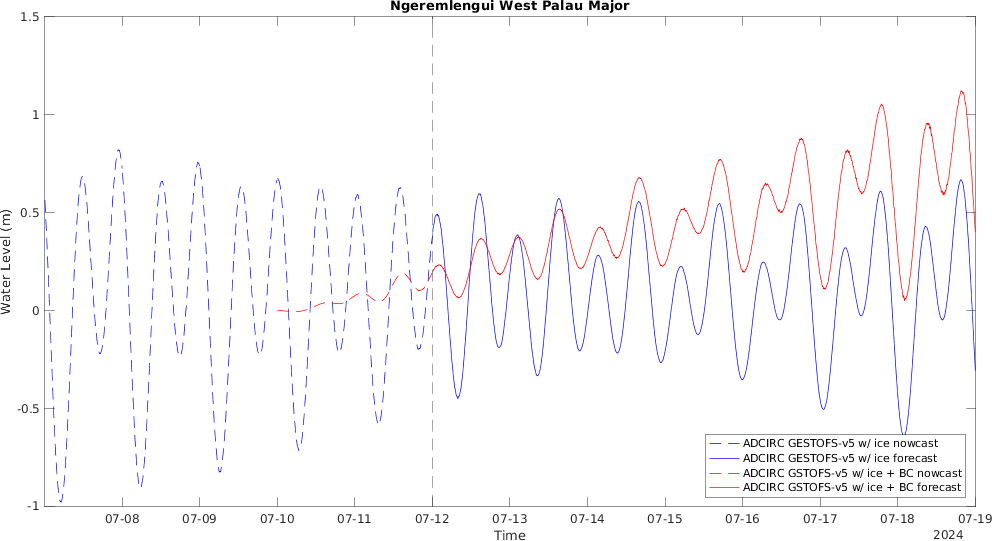 Ngeremlengui West Palau Major
Water Level (m)
1.5
1
0.5
0
-0.5
-1
07-08 07-09 07-10 07-11 07-12 07-13 07-14 07-15 07-16 07-17 07-18 07-19
Time
2024
ADCIRC GESTOFS-v5 w/ ice nowcast
ADCIRC GESTOFS-v5 w/ ice forecast
ADCIRC GSTOFS-v5 w/ ice + BC nowcast
ADCIRC GSTOFS-v5 w/ ice + BC forecast